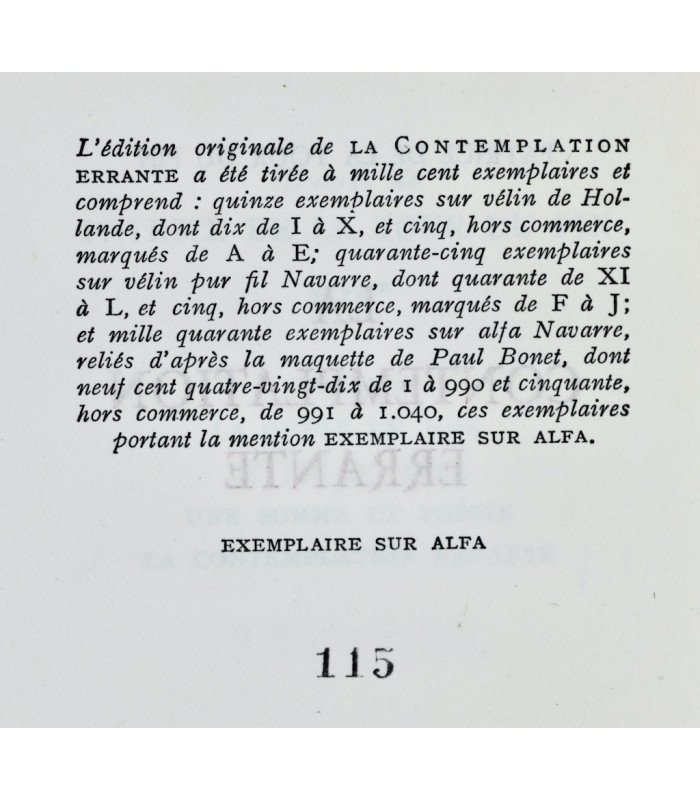 L'édition originale de LA CONTEMPLATION
ERRANTE a été tirée à mille cent exemplaires et
comprend : quinze exemplaires sur vélin de Hol-
lande, dont dix de I à X, et cinq, hors commerce,
marqués de A à E; quarante-cinq exemplaires
sur vélin pur fil Navarre, dont quarante de XI
à L, et cinq, hors commerce, marqués de F à J;
et mille quarante exemplaires sur alfa Navarre,
reliés d'après la maquette de Paul Bonet, dont
neuf cent quatre-vingt-dix de 1 à 990 et cinquante,
hors commerce, de 991 à 1.040, ces exemplaires
portant la mention EXEMPLAIRE SUR ALFA.
ERRANTE
EXEMPLAIRE SUR ALFA
115